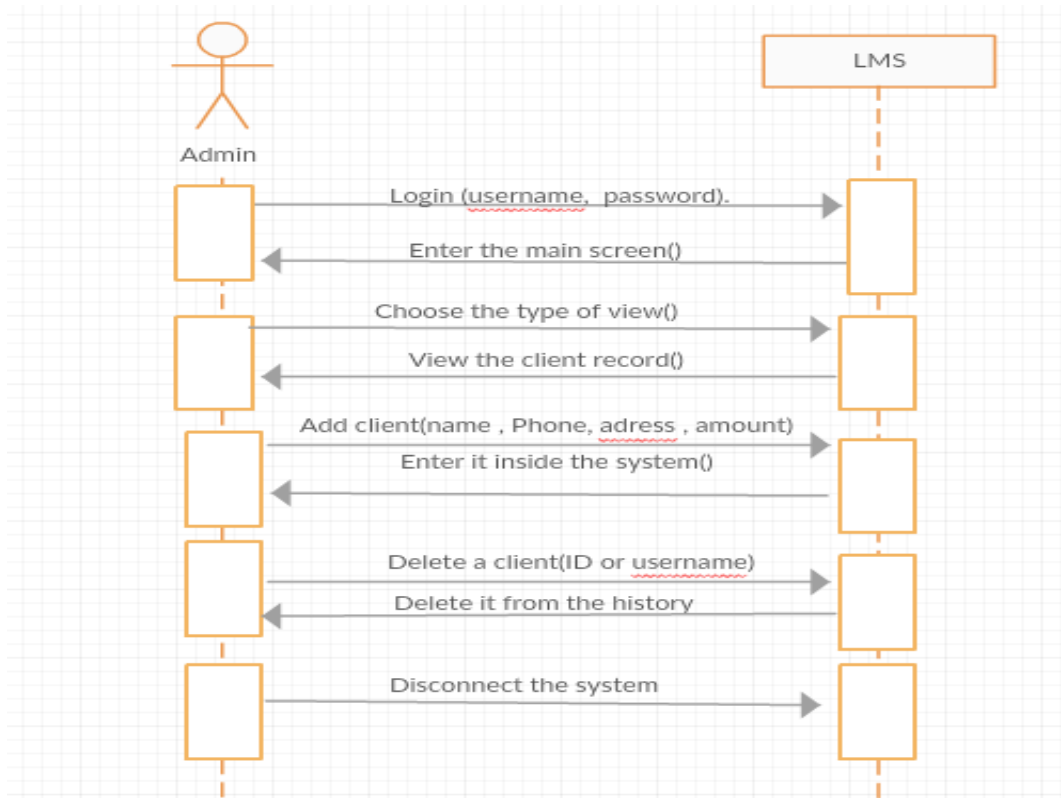 LMS
Admin
Login (username,  password).
Enter the main screen()
Choose the type of view()
View the client record()
Add client(name , Phone, adress , amount)
Enter it inside the system()
Delete a client(ID or username)
Delete it from the history
Disconnect the system